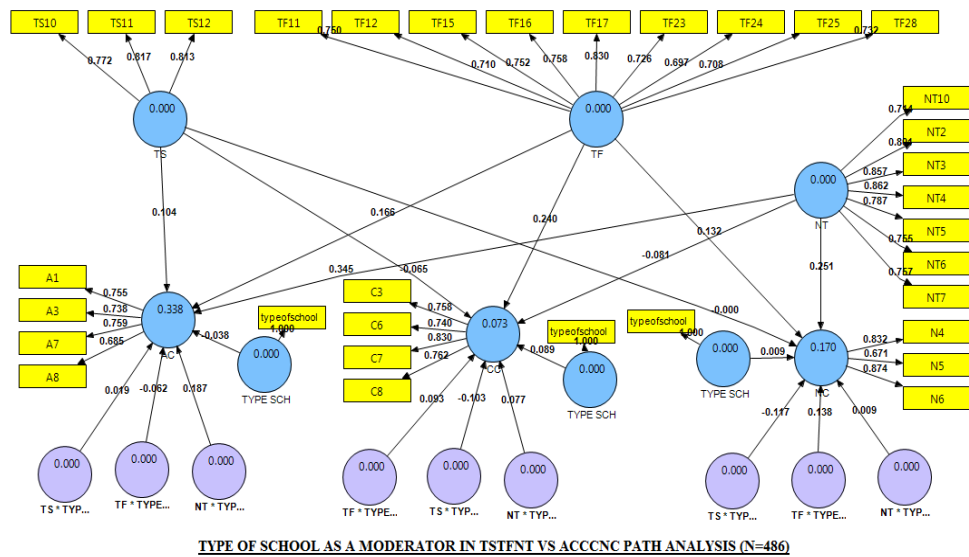 TS10 TS11 TS12 TF11 TF12 TF15 TF16 TF17 TF23 TF24 TF25 TF28
0.772 0.817 0.813 0.750 0.710 0.752 0.758 0.830 0.726 0.697 0.708 0.732
0.000 0.000
TS TF
NT10
0.714
NT2
NT3
0.857
0.000
0.862
NT4
0.787
NT5
NT
0.755
NT6
0.757
NT7
0.104 0.166 0.240 0.132
-0.081 0.251
0.345 -0.065
-0.000
A1
0.755
A3
0.738
A7
0.759
A8
0.685
0.338
AC
-0.038
typeofschool
1.000
0.000
TYPE SCH
C3
0.758
C6
0.740
C7
0.830
C8
0.762
0.073
CC
0.089
typeofschool
1.000
0.000
TYPE SCH
typeofschool
1.000
0.000
TYPE SCH
0.009
0.170
NC
N4
0.832
N5
0.671
N6
0.874
0.019 -0.062 0.187
0.093 -0.103 0.077
-0.117 0.138 0.009
0.000 0.000 0.000 0.000 0.000 0.000 0.000 0.000 0.000
TS * TYP... TF * TYPE... NT * TYP... TF * TYPE... TS * TYP... NT * TYP... TS * TYP... TF * TYPE... NT * TYP...
TYPE OF SCHOOL AS A MODERATOR IN TSTFNT VS ACCCNC PATH ANALYSIS (N=486)